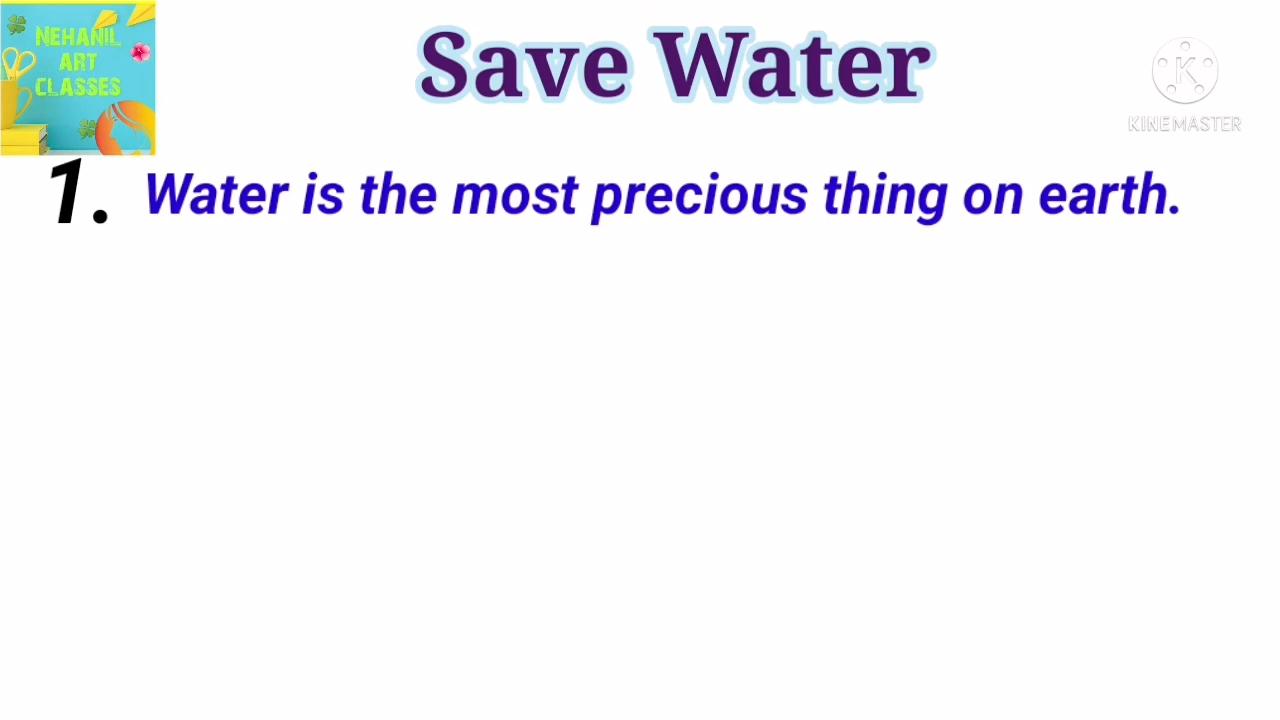 NEHANIL
ART
CLASSES
Save Water
KINEMASTER
1. Water is the most precious thing on earth.